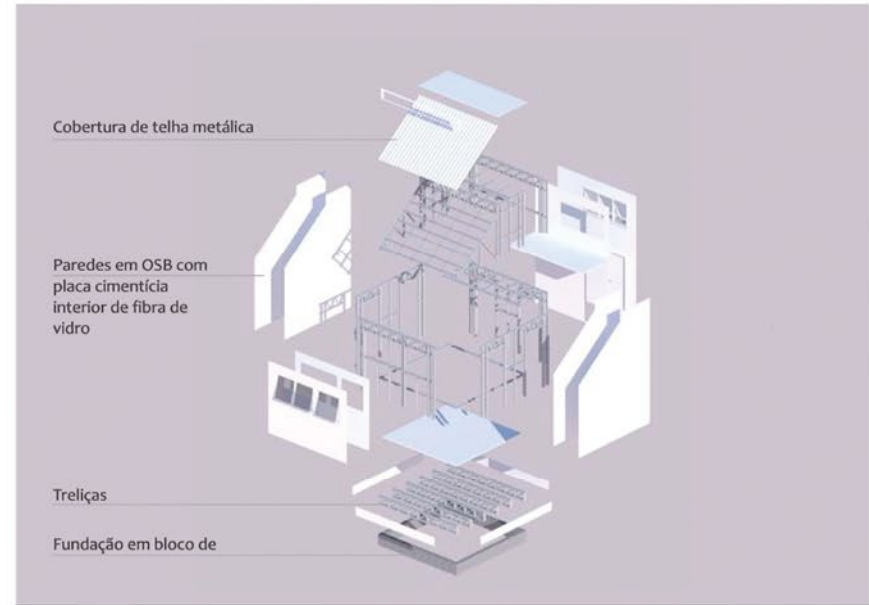 Cobertura de telha metálica
Paredes em OSB com
placa cimentícia
interior de fibra de
vidro
Treliças
Fundação em bloco de